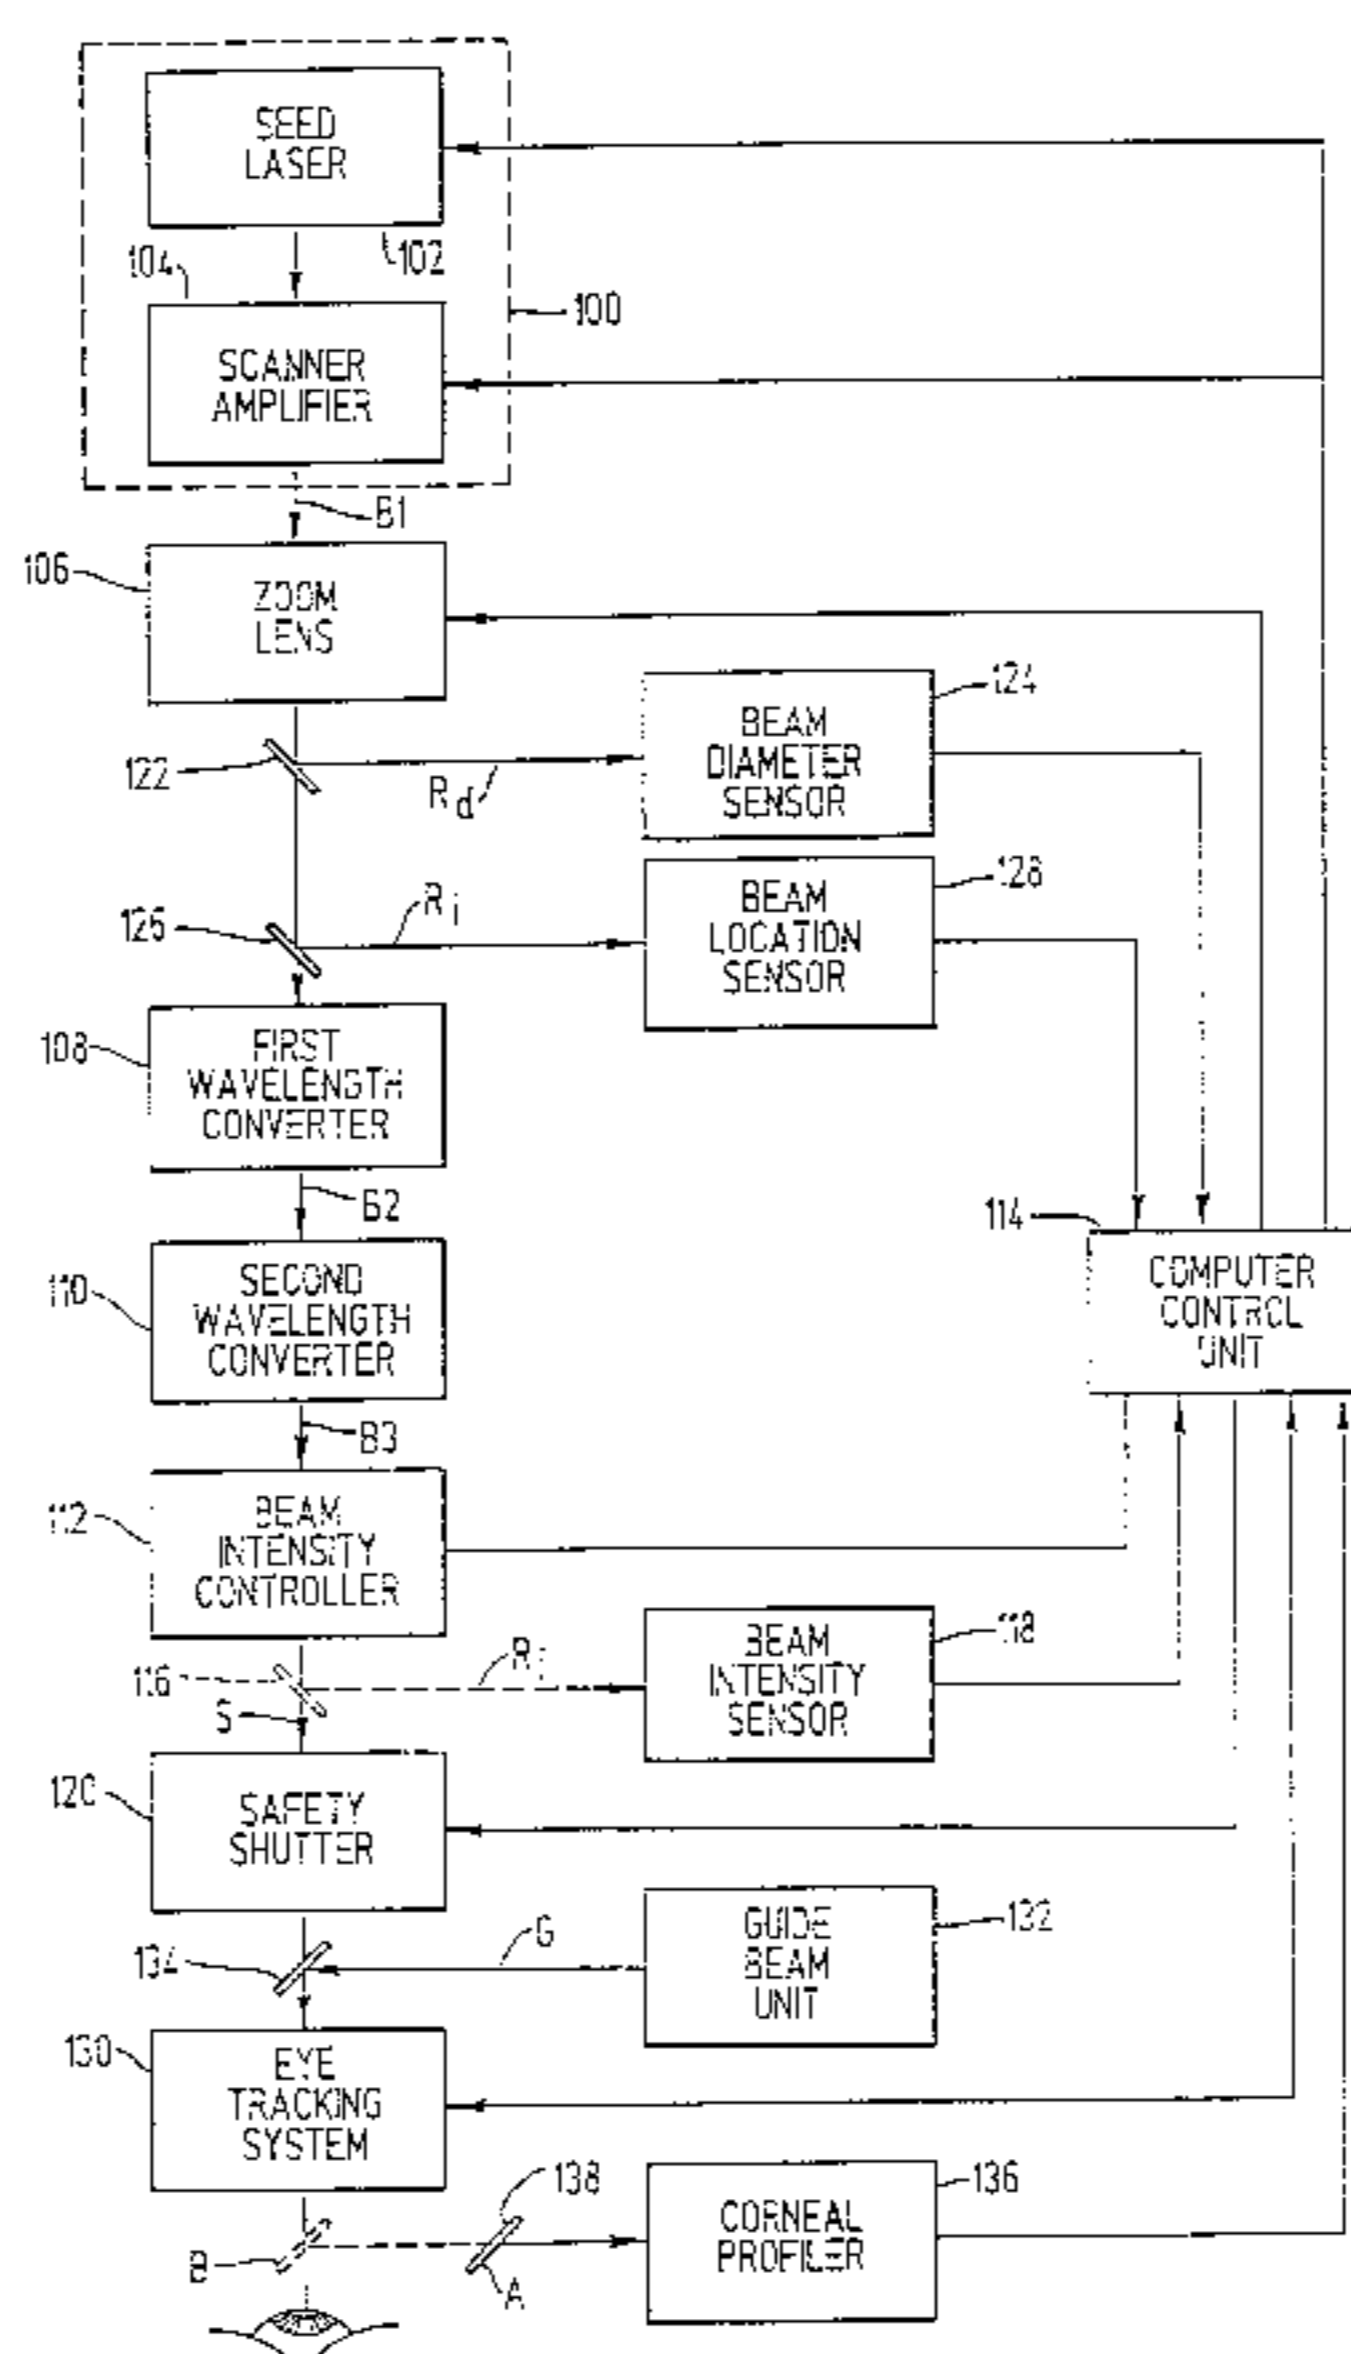 SEED
LASER
102
104
100
SCANNER
AMPLIFIER
B1
106
ZOOM
LENS
124
BEAM
DIAMETER
SENSOR
122
Rd
128
BEAM
LOCATION
SENSOR
126
108
FIRST
WAVELENGTH
CONVERTER
B2
114
COMPUTER
CONTROL
UNIT
110
SECOND
WAVELENGTH
CONVERTER
B3
112
BEAM
INTENSITY
CONTROLLER
118
BEAM
INTENSITY
SENSOR
116
S
120
SAFETY
SHUTTER
132
GUIDE
BEAM
UNIT
G
134
130
EYE
TRACKING
SYSTEM
138
136
CORNEAL
PROFILER
B
A